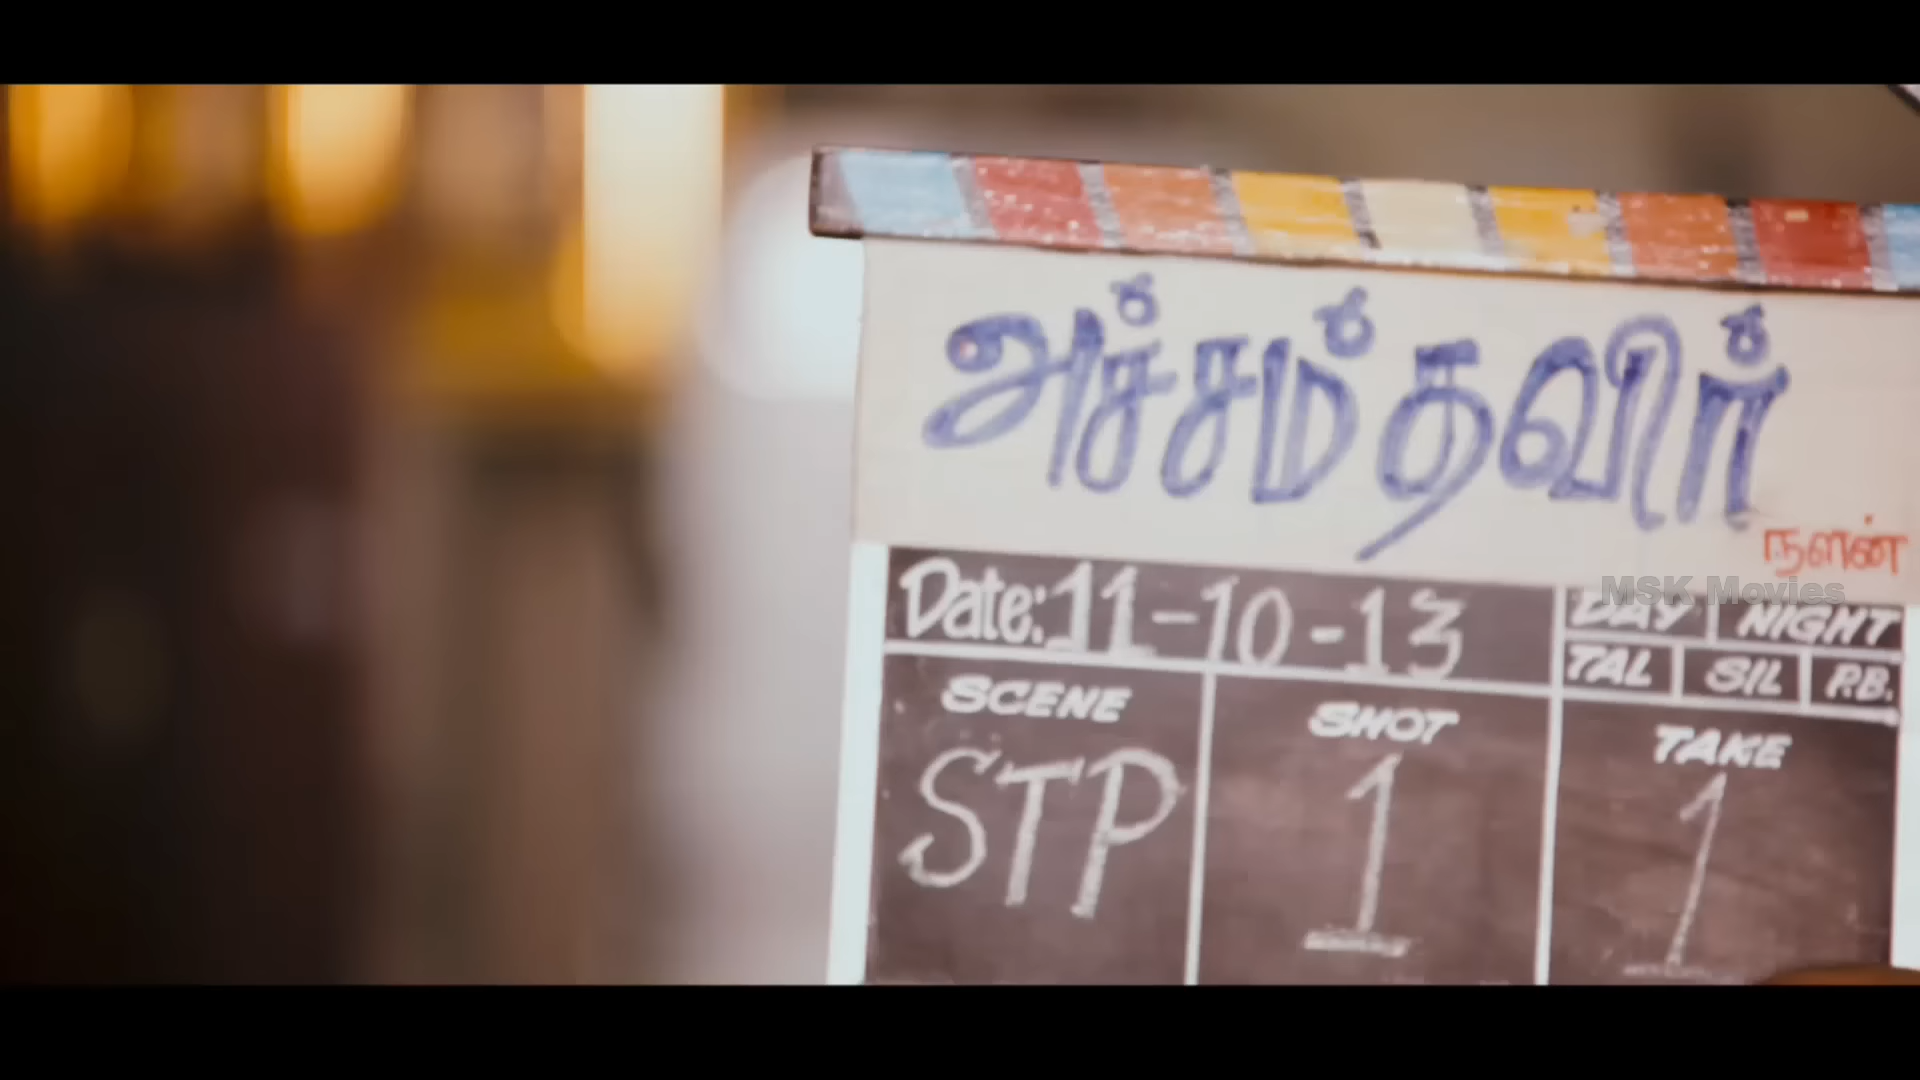 அச்சம் தவிர்
நளன்
MSK Movies
Date: 11-10-13
DAY NIGHT
TAL SIL P.B.
SCENE SHOT TAKE
STP 1 1